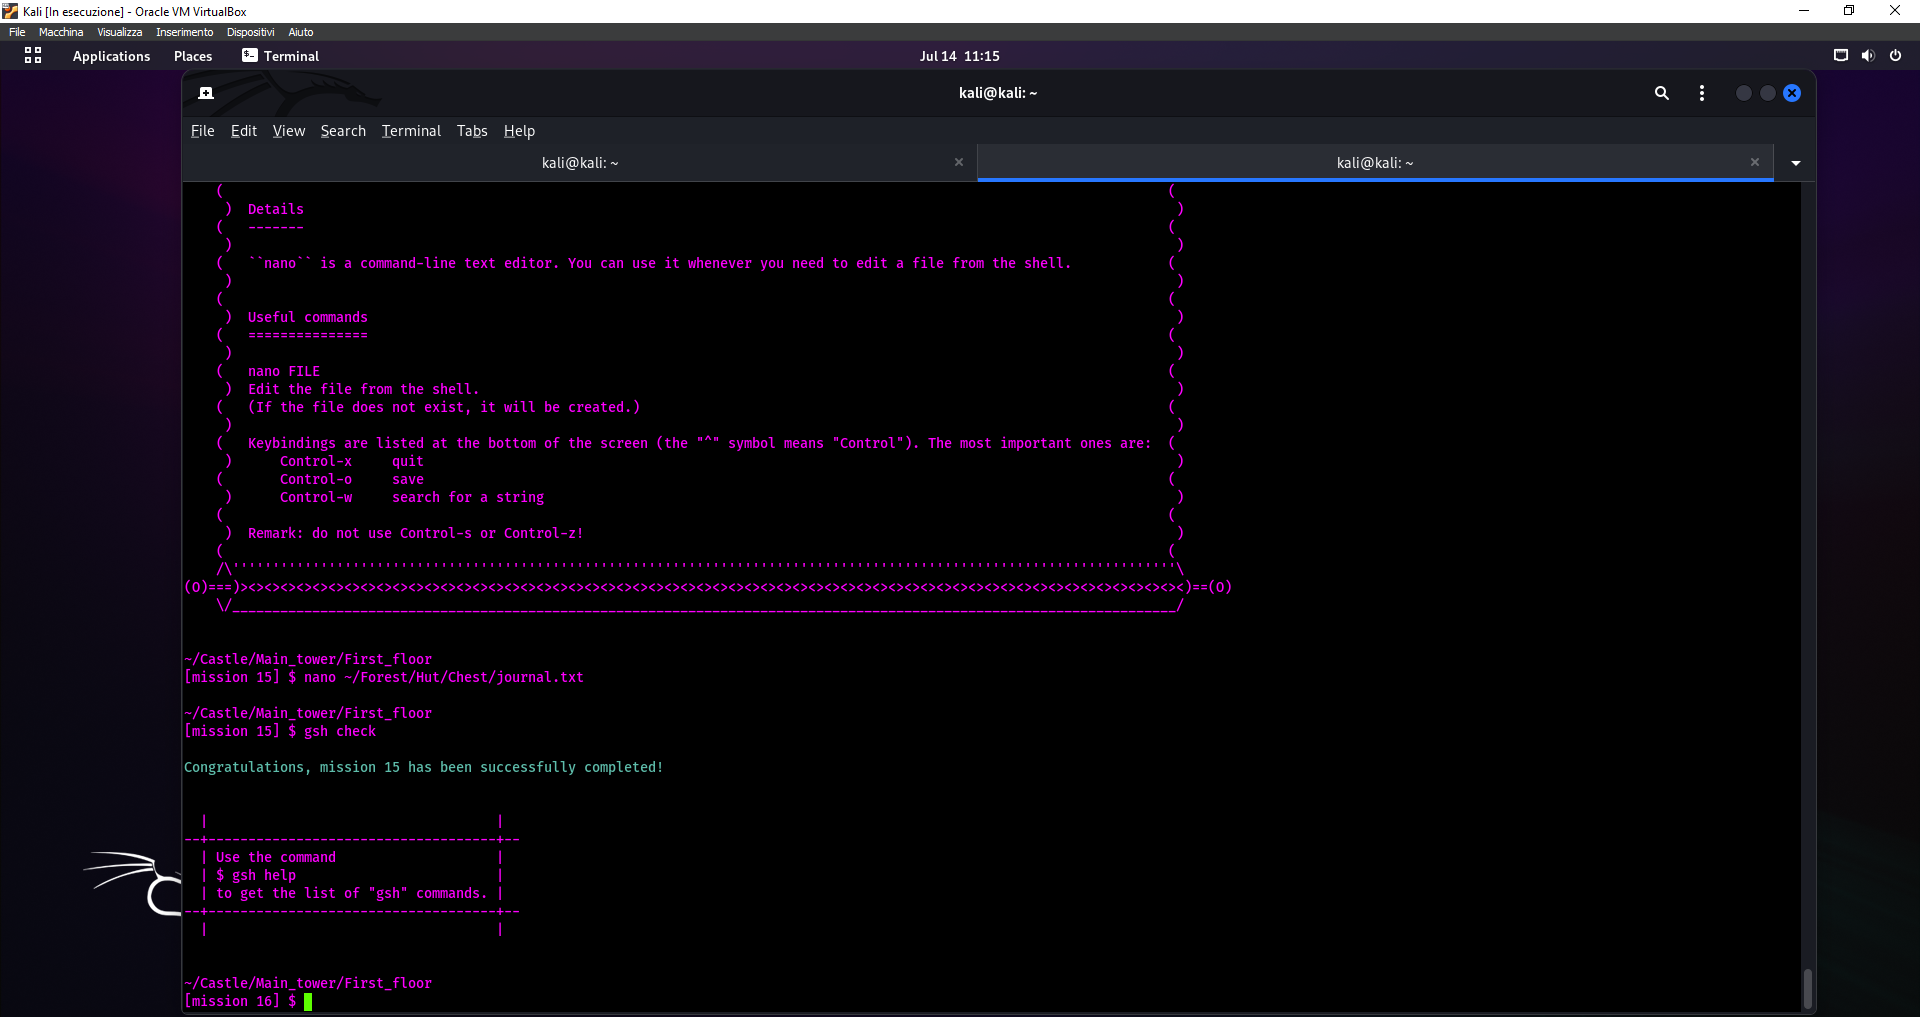 Kali [In esecuzione] - Oracle VM VirtualBox
File Macchina Visualizza Inserimento Dispositivi Aiuto
Applications Places Terminal Jul 14 11:15
kali@kali: ~
File Edit View Search Terminal Tabs Help
kali@kali: ~ kali@kali: ~
( (
) Details )
( ------- (
) )
( ``nano`` is a command-line text editor. You can use it whenever you need to edit a file from the shell. (
) )
( (
) Useful commands )
( =============== (
) )
( nano FILE (
) Edit the file from the shell. )
( (If the file does not exist, it will be created.) (
) )
( Keybindings are listed at the bottom of the screen (the "^" symbol means "Control"). The most important ones are: (
) Control-x quit )
( Control-o save (
) Control-w search for a string )
( (
) Remark: do not use Control-s or Control-z! )
( (
~/Castle/Main_tower/First_floor
[mission 15] $ nano ~/Forest/Hut/Chest/journal.txt
~/Castle/Main_tower/First_floor
[mission 15] $ gsh check
Congratulations, mission 15 has been successfully completed!
| Use the command |
| $ gsh help |
| to get the list of "gsh" commands. |
~/Castle/Main_tower/First_floor
[mission 16] $